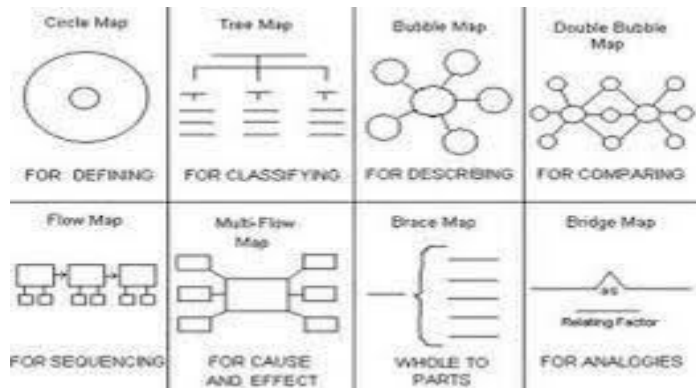 Circle Map
FOR DEFINING
Tree Map
FOR CLASSIFYING
Bubble Map
FOR DESCRIBING
Double Bubble
Map
FOR COMPARING
Flow Map
FOR SEQUENCING
Multi-Flow
Map
FOR CAUSE
AND EFFECT
Brace Map
WHOLE TO
PARTS
Bridge Map
as
Relating Factor
FOR ANALOGIES